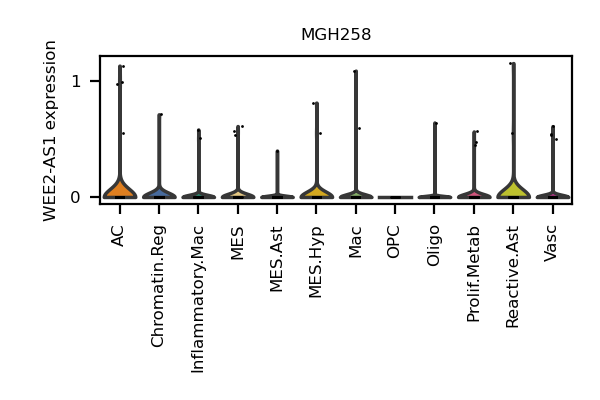 MGH258
WEE2-AS1 expression
1
0
AC
Chromatin.Reg
Inflammatory.Mac
MES
MES.Ast
MES.Hyp
Mac
OPC
Oligo
Prolif.Metab
Reactive.Ast
Vasc